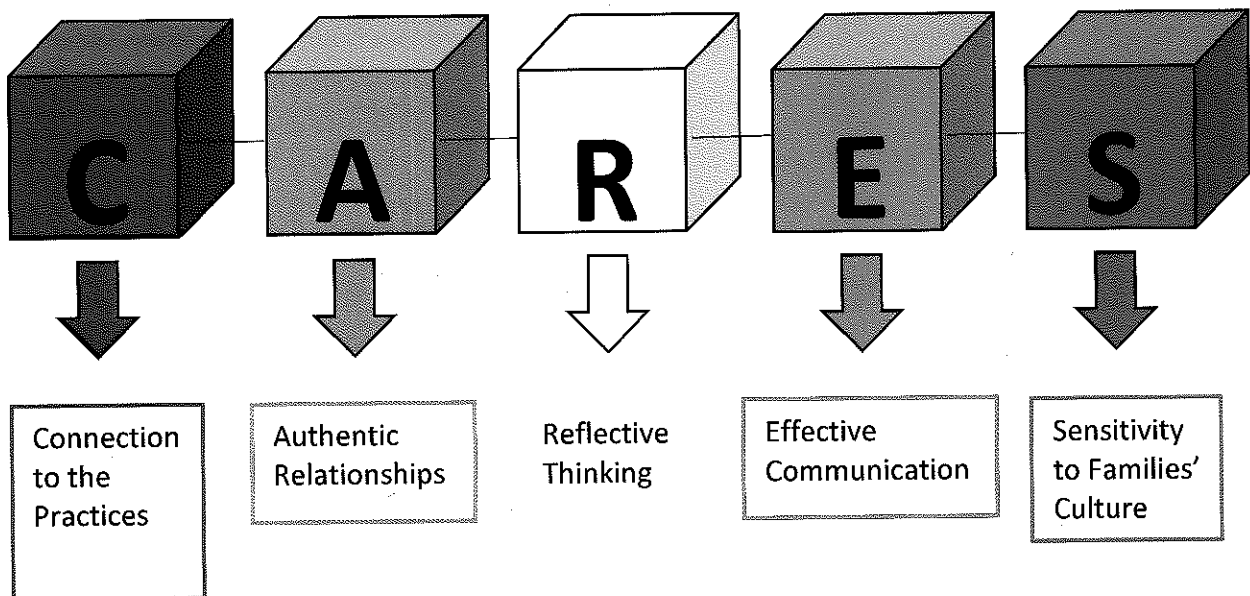 C A R E S
Connection
to the
Practices
Authentic
Relationships
Reflective
Thinking
Effective
Communication
Sensitivity
to Families’
Culture